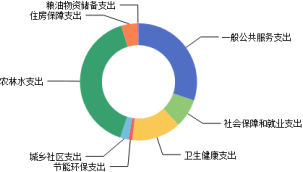 粮油物资储备支出
住房保障支出
一般公共服务支出
农林水支出
社会保障和就业支出
卫生健康支出
城乡社区支出
节能环保支出